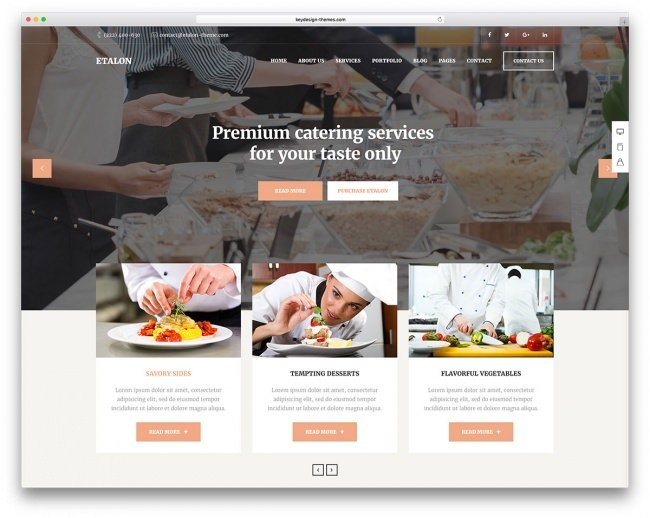 keydesign-themes.com
(222) 400-630 contact@etalon-theme.com
ETALON HOME ABOUT US SERVICES PORTFOLIO BLOG PAGES CONTACT CONTACT US
Premium catering services
for your taste only
READ MORE PURCHASE ETALON
SAVORY SIDES
Lorem ipsum dolor sit amet, consectetur
adipiscing elit, sed do eiusmod tempor
incididunt ut labore et dolore magna aliqua.
READ MORE
TEMPTING DESSERTS
Lorem ipsum dolor sit amet, consectetur
adipiscing elit, sed do eiusmod tempor
incididunt ut labore et dolore magna aliqua
READ MORE
FLAVORFUL VEGETABLES
Lorem ipsum dolor sit amet, consectetur
adipiscing elit, sed do eiusmod tempor
incididunt ut labore et dolore magna aliqua.
READ MORE